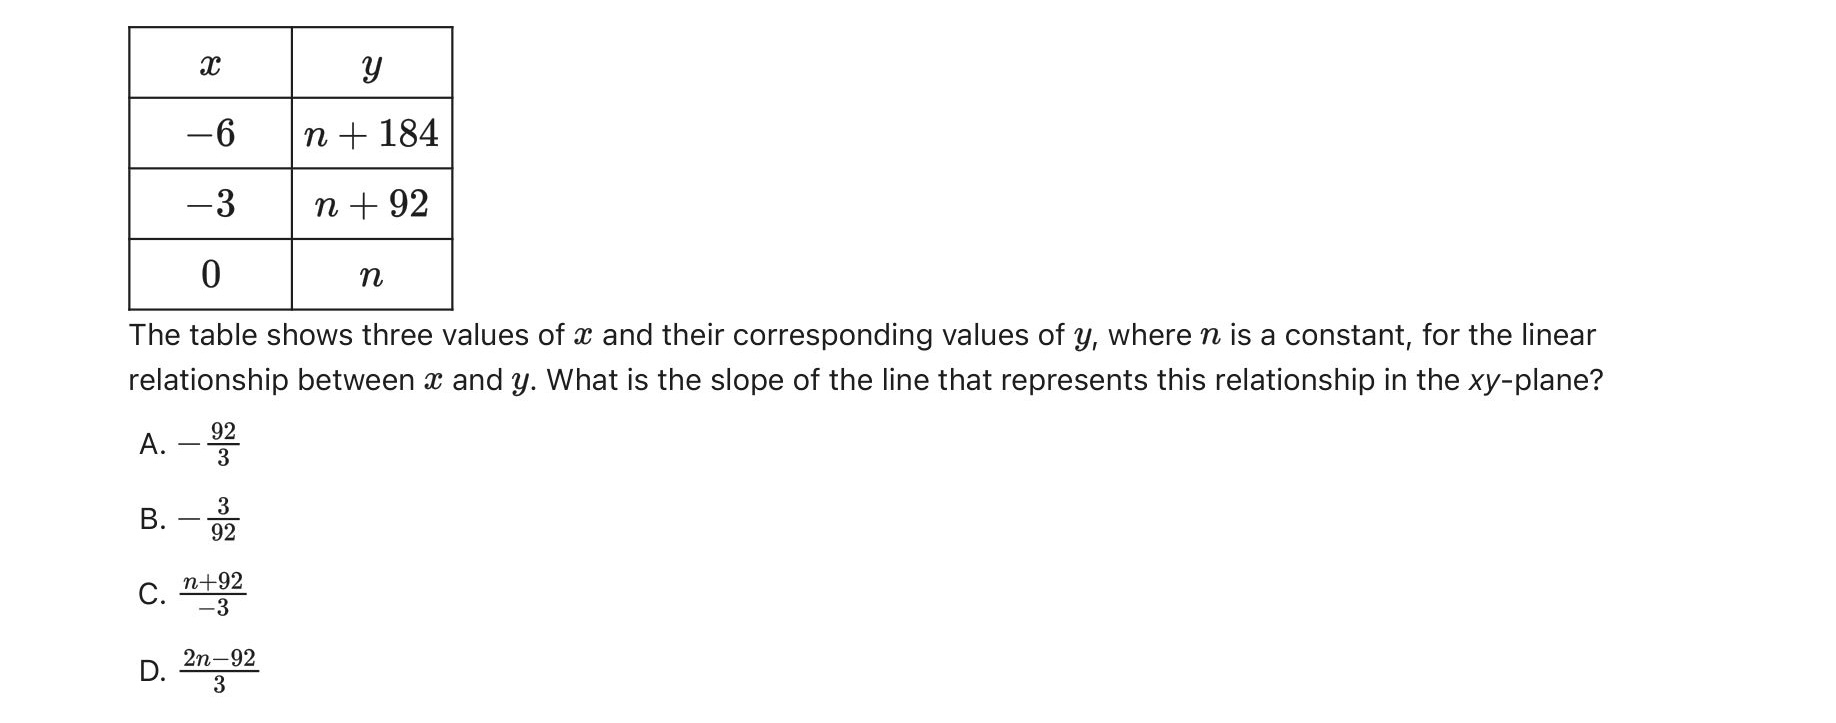 x y
−6 n + 184
−3 n + 92
0 n
The table shows three values of x and their corresponding values of y, where n is a constant, for the linear
relationship between x and y. What is the slope of the line that represents this relationship in the xy-plane?
A. −92/3
B. −3/92
C. n+92/−3
D. 2n−92/3